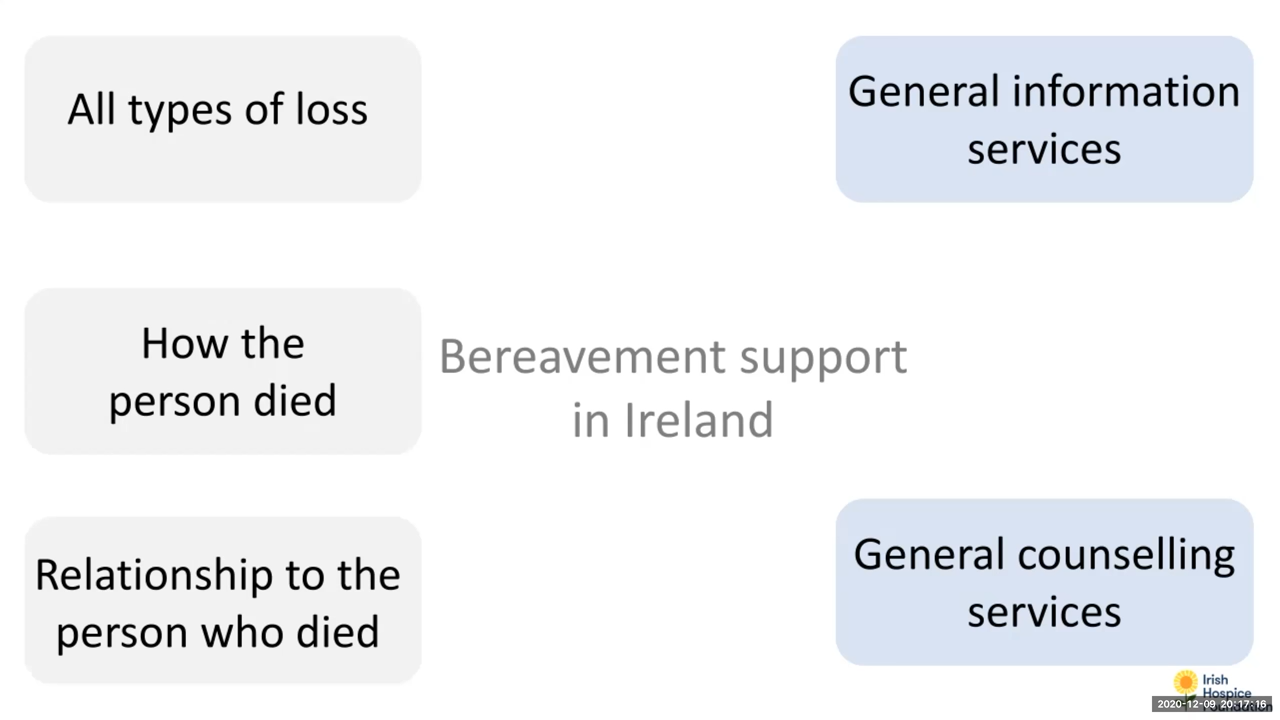 All types of loss
General information
services
How the
person died
Bereavement support
in Ireland
Relationship to the
person who died
General counselling
services
Irish
Hospice
Foundation
2020-12-09 20:17:16